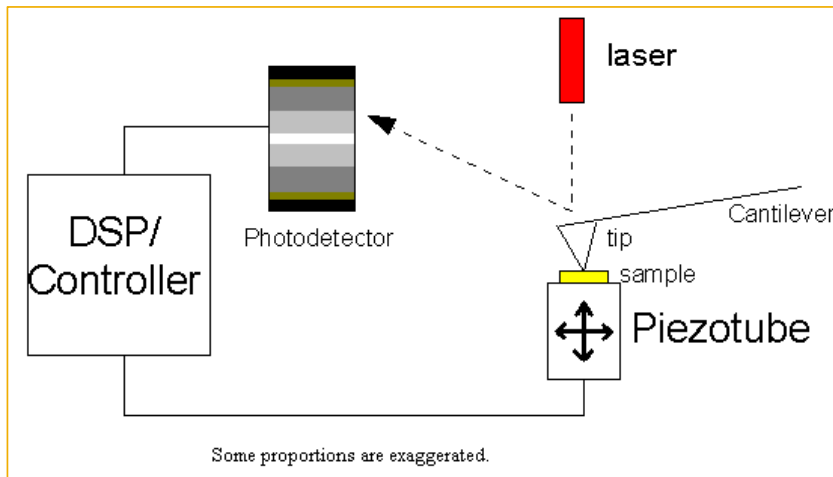 laser
Photodetector
DSP/
Controller
Cantilever
tip
sample
Piezotube
Some proportions are exaggerated.